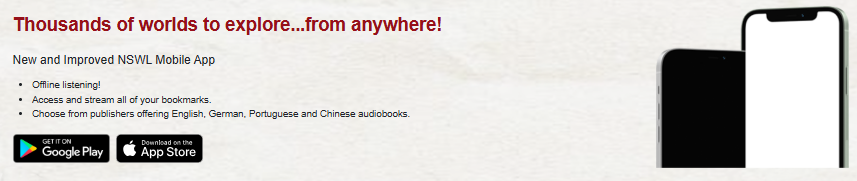 Thousands of worlds to explore...from anywhere!
New and Improved NSWL Mobile App
• Offline listening!
• Access and stream all of your bookmarks.
• Choose from publishers offering English, German, Portuguese and Chinese audiobooks.
GET IT ON
Google Play
Download on the
App Store